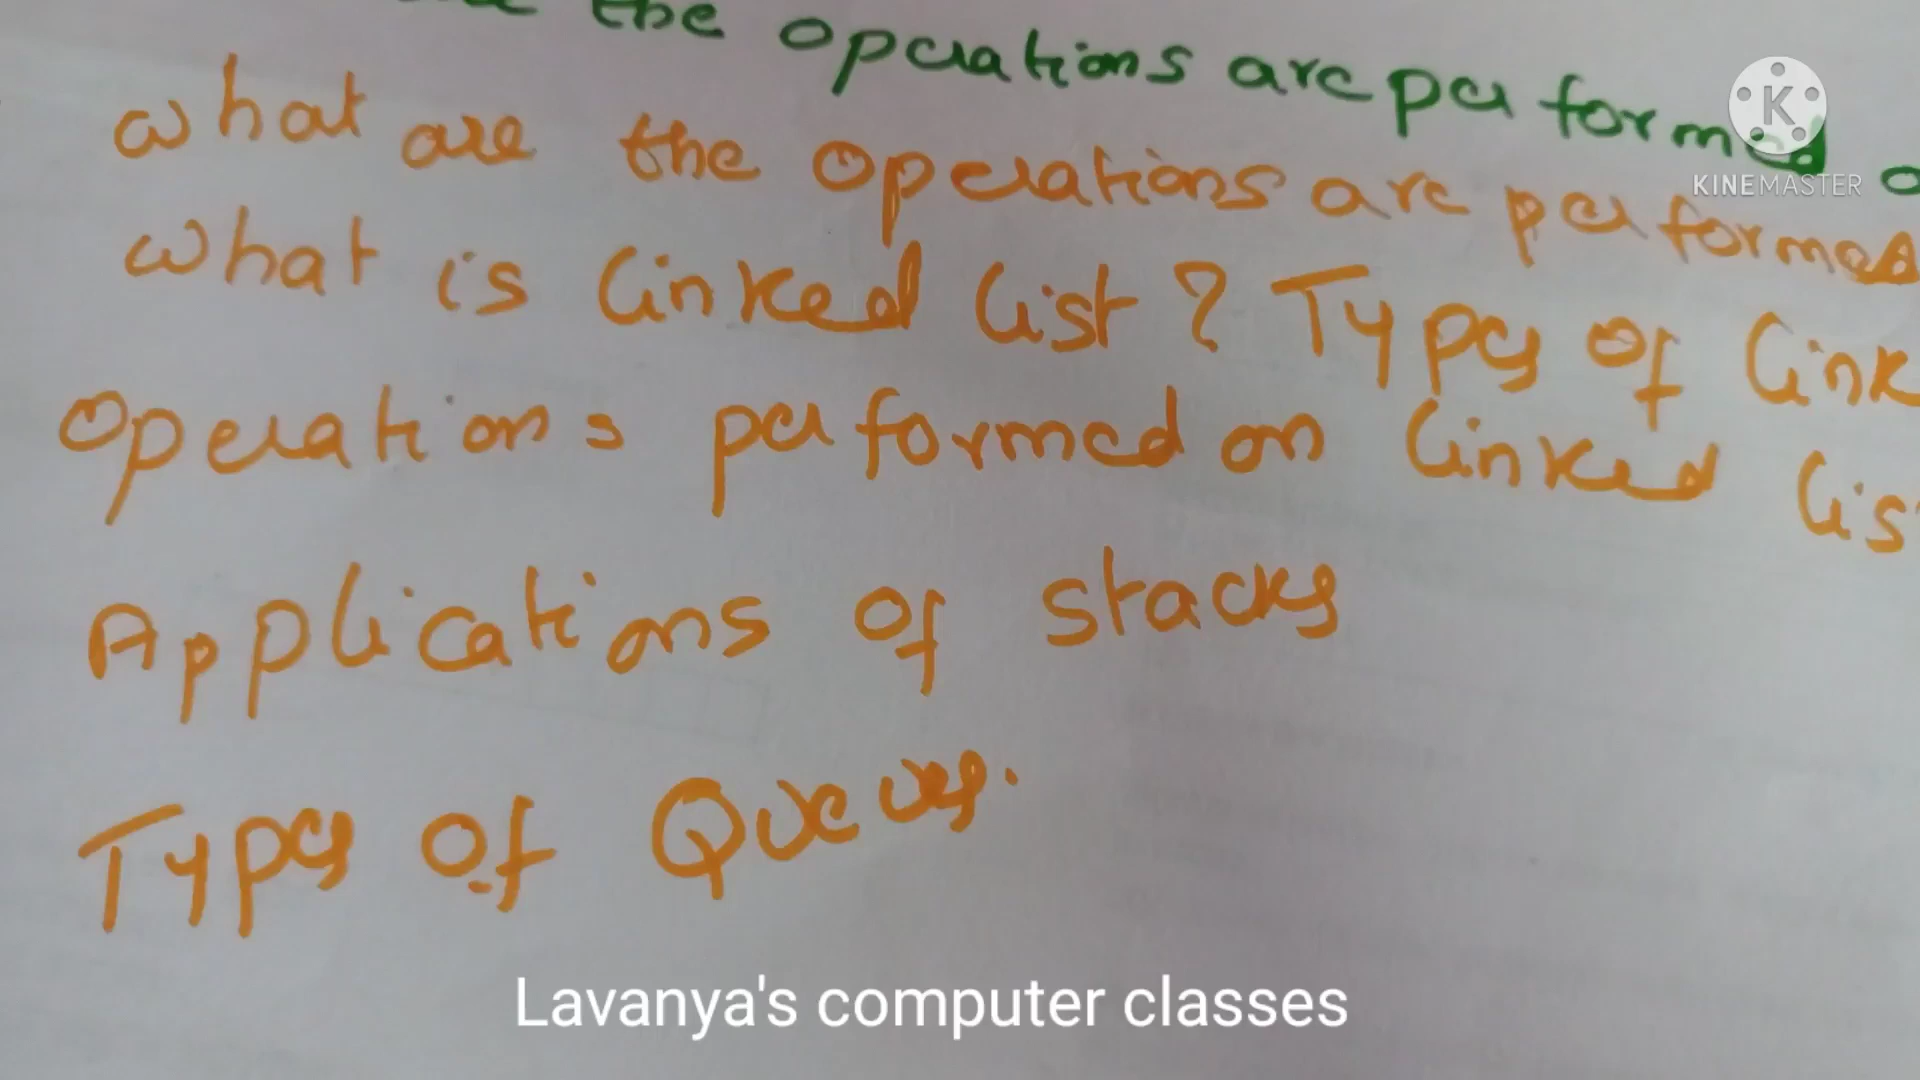 the operations are performed
what are the operations are performed
what is linked list? Types of link
operations performed on linked lis
Applications of stacks
Types of Queues.
K
KINEMASTER
Lavanya's computer classes